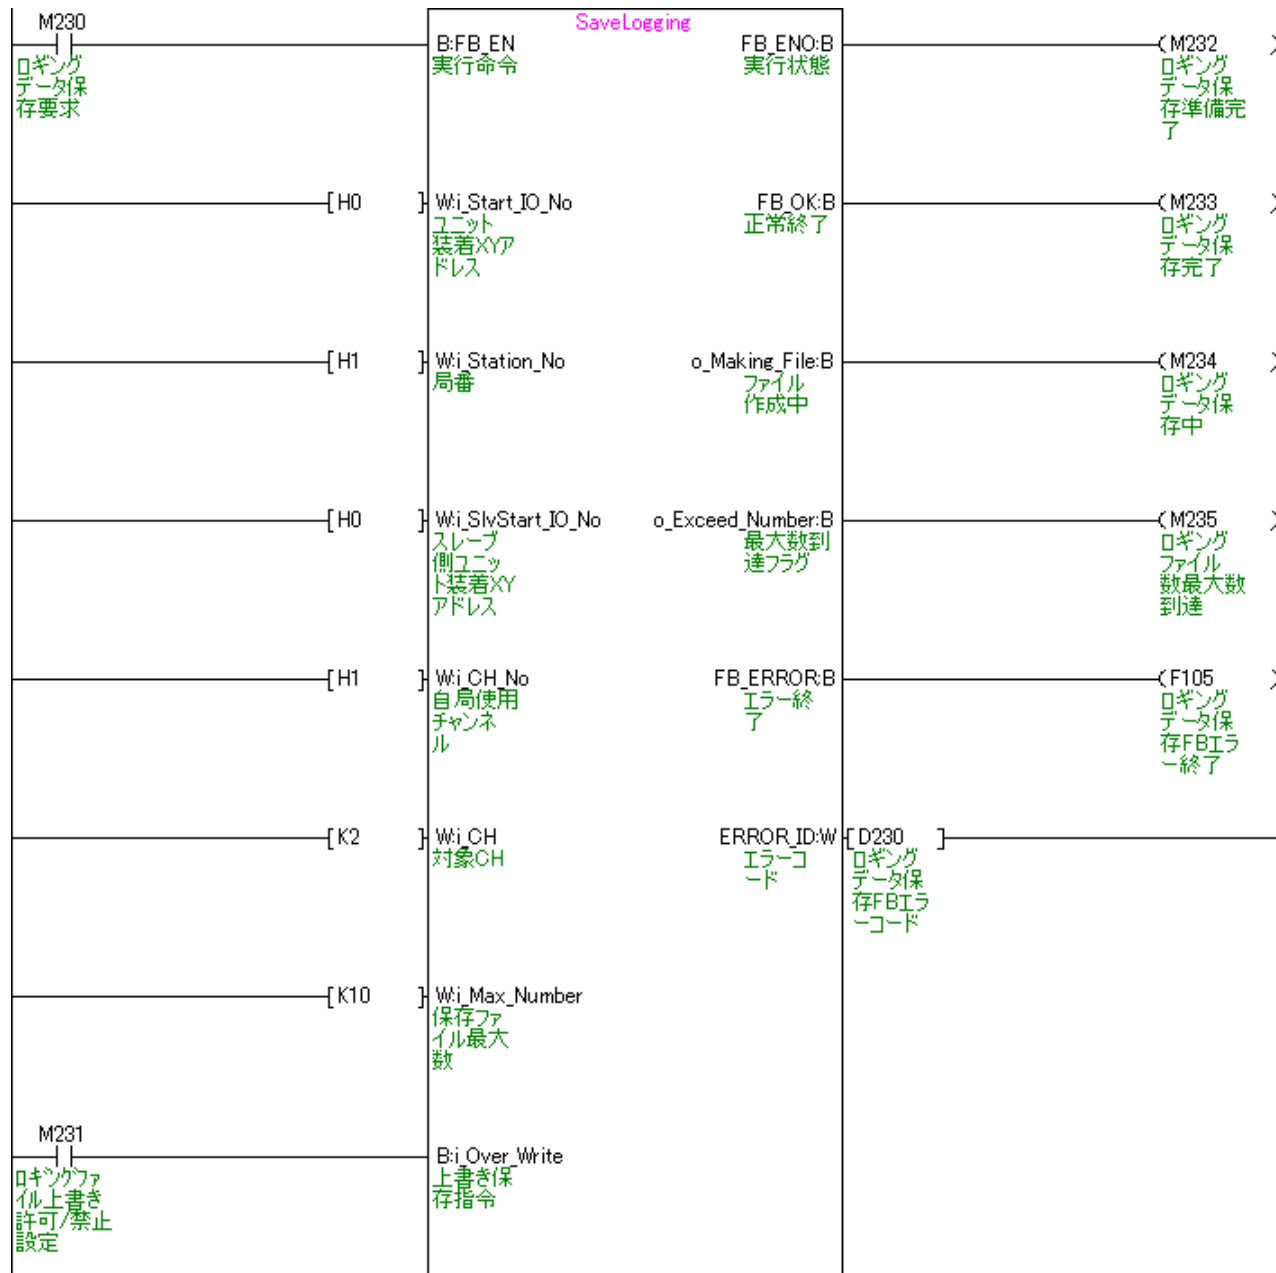 SaveLogging
M230
B:FB_EN
FB_ENO:B
M232
ロギング
データ保
存要求
実行命令
実行状態
ロギング
データ保
存準備完
了
H0
W:i_Start_IO_No
FB_OK:B
M233
ユニット
装着XYア
ドレス
正常終了
ロギング
データ保
存完了
H1
W:i_Station_No
o_Making_File:B
M234
局番
ファイル
作成中
ロギング
データ保
存中
H0
W:i_SlvStart_IO_No
o_Exceed_Number:B
M235
スレーブ
側ユニッ
ト装着XY
アドレス
最大数到
達フラグ
ロギング
ファイル
数最大数
到達
H1
W:i_CH_No
FB_ERROR:B
F105
自局使用
チャンネ
ル
エラー終
了
ロギング
データ保
存FBエラ
ー終了
K2
W:i_CH
ERROR_ID:W
D230
対象CH
エラーコ
ード
ロギング
データ保
存FBエラ
ーコード
K10
W:i_Max_Number
保存ファ
イル最大
数
M231
B:i_Over_Write
ロギングファ
イル上書き
許可/禁止
設定
上書き保
存指令